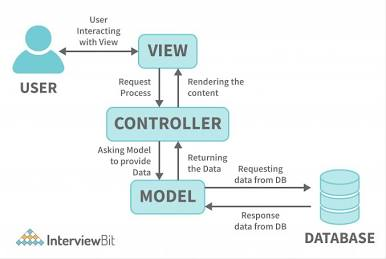 User
Interacting
with View
VIEW
USER
Request
Process
Rendering the
content
CONTROLLER
Asking Model
to provide
Data
Returning
the Data
Requesting
data from DB
MODEL
Response
data from DB
DATABASE
InterviewBit